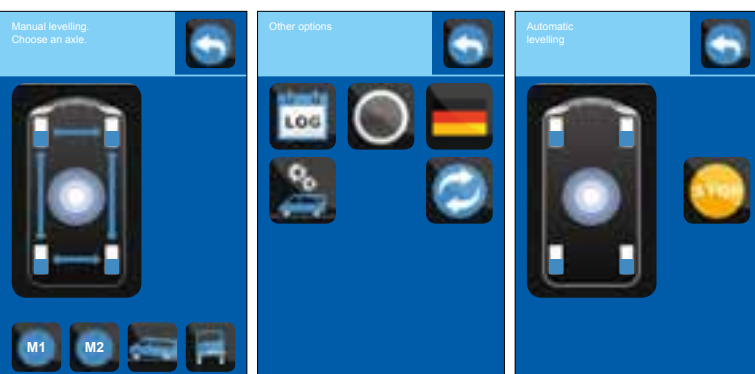 Manual levelling.
Choose an axle.
M1
M2
Other options
LOG
Automatic
levelling
STOP